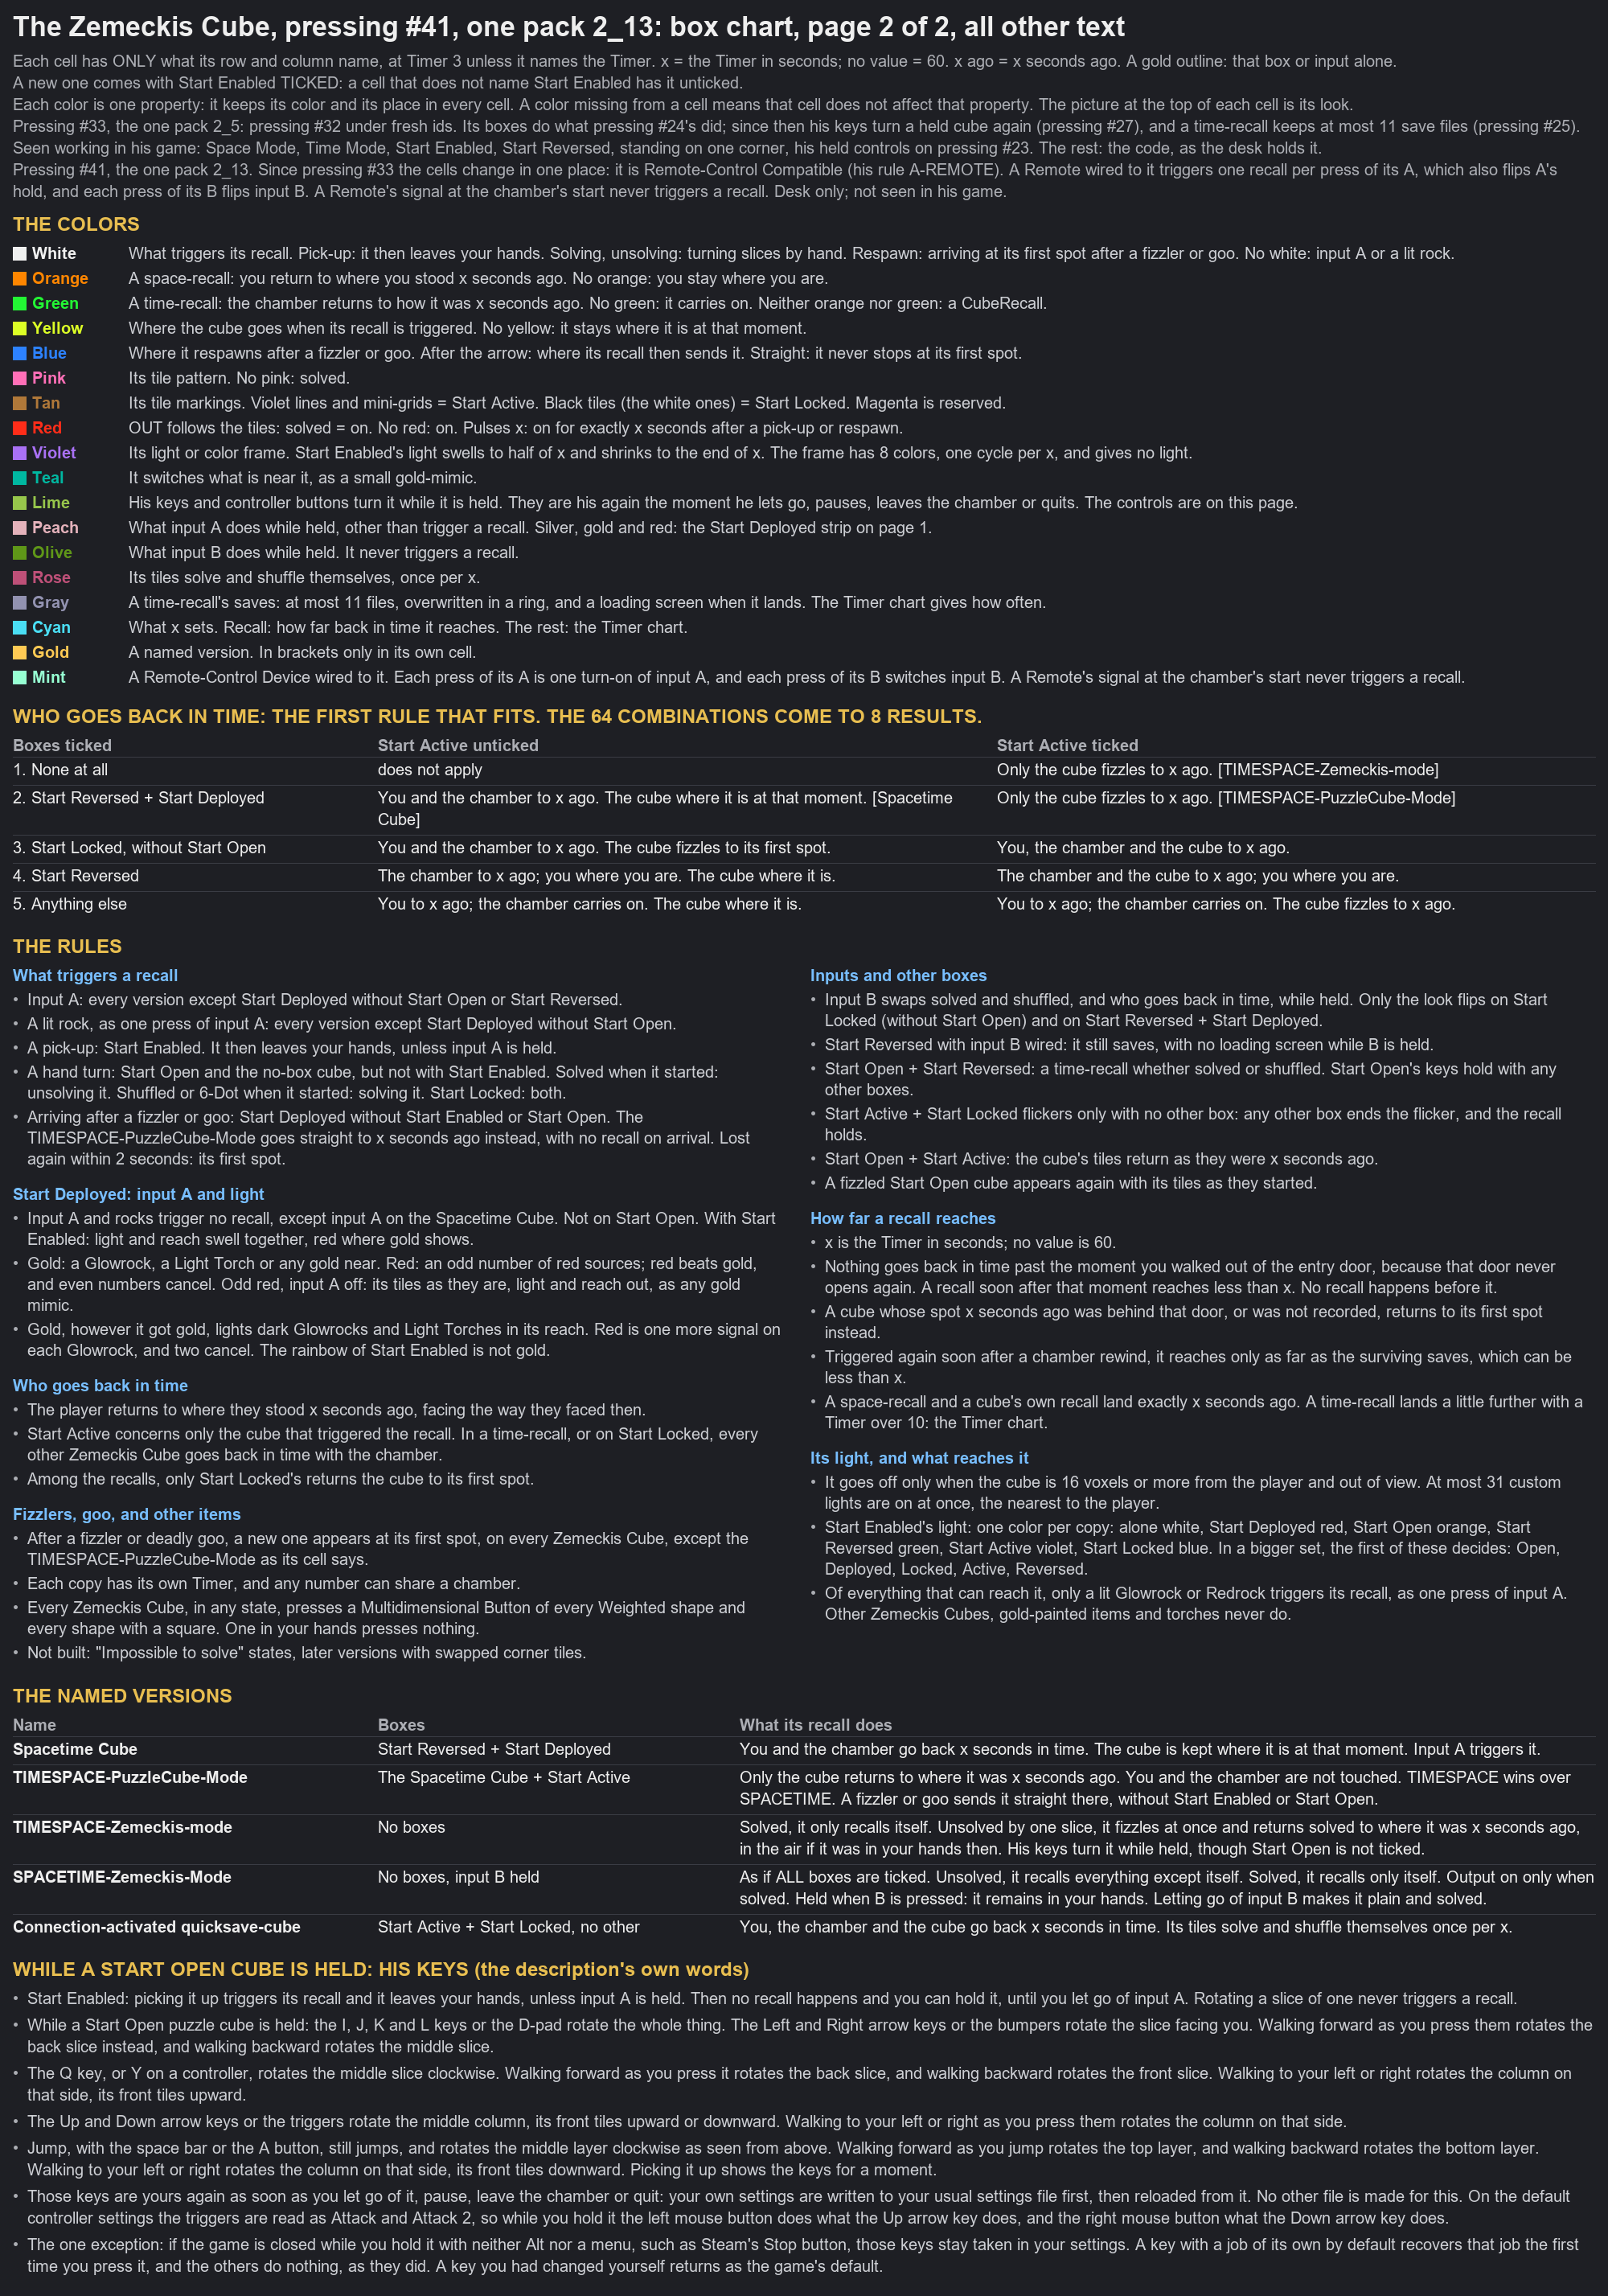 The Zemeckis Cube, pressing #41, one pack 2_13: box chart, page 2 of 2, all other text
Each cell has ONLY what its row and column name, at Timer 3 unless it names the Timer. x = the Timer in seconds; no value = 60. x ago = x seconds ago. A gold outline: that box or input alone.
A new one comes with Start Enabled TICKED: a cell that does not name Start Enabled has it unticked.
Each color is one property: it keeps its color and its place in every cell. A color missing from a cell means that cell does not affect that property. The picture at the top of each cell is its look.
Pressing #33, the one pack 2_5: pressing #32 under fresh ids. Its boxes do what pressing #24's did; since then his keys turn a held cube again (pressing #27), and a time-recall keeps at most 11 save files (pressing #25).
Seen working in his game: Space Mode, Time Mode, Start Enabled, Start Reversed, standing on one corner, his held controls on pressing #23. The rest: the code, as the desk holds it.
Pressing #41, the one pack 2_13. Since pressing #33 the cells change in one place: it is Remote-Control Compatible (his rule A-REMOTE). A Remote wired to it triggers one recall per press of its A, which also flips A's
hold, and each press of its B flips input B. A Remote's signal at the chamber's start never triggers a recall. Desk only; not seen in his game.
THE COLORS
White What triggers its recall. Pick-up: it then leaves your hands. Solving, unsolving: turning slices by hand. Respawn: arriving at its first spot after a fizzler or goo. No white: input A or a lit rock.
Orange A space-recall: you return to where you stood x seconds ago. No orange: you stay where you are.
Green A time-recall: the chamber returns to how it was x seconds ago. No green: it carries on. Neither orange nor green: a CubeRecall.
Yellow Where the cube goes when its recall is triggered. No yellow: it stays where it is at that moment.
Blue Where it respawns after a fizzler or goo. After the arrow: where its recall then sends it. Straight: it never stops at its first spot.
Pink Its tile pattern. No pink: solved.
Tan Its tile markings. Violet lines and mini-grids = Start Active. Black tiles (the white ones) = Start Locked. Magenta is reserved.
Red OUT follows the tiles: solved = on. No red: on. Pulses x: on for exactly x seconds after a pick-up or respawn.
Violet Its light or color frame. Start Enabled's light swells to half of x and shrinks to the end of x. The frame has 8 colors, one cycle per x, and gives no light.
Teal It switches what is near it, as a small gold-mimic.
Lime His keys and controller buttons turn it while it is held. They are his again the moment he lets go, pauses, leaves the chamber or quits. The controls are on this page.
Peach What input A does while held, other than trigger a recall. Silver, gold and red: the Start Deployed strip on page 1.
Olive What input B does while held. It never triggers a recall.
Rose Its tiles solve and shuffle themselves, once per x.
Gray A time-recall's saves: at most 11 files, overwritten in a ring, and a loading screen when it lands. The Timer chart gives how often.
Cyan What x sets. Recall: how far back in time it reaches. The rest: the Timer chart.
Gold A named version. In brackets only in its own cell.
Mint A Remote-Control Device wired to it. Each press of its A is one turn-on of input A, and each press of its B switches input B. A Remote's signal at the chamber's start never triggers a recall.
WHO GOES BACK IN TIME: THE FIRST RULE THAT FITS. THE 64 COMBINATIONS COME TO 8 RESULTS.
Boxes ticked Start Active unticked Start Active ticked
1. None at all does not apply Only the cube fizzles to x ago. [TIMESPACE-Zemeckis-mode]
2. Start Reversed + Start Deployed You and the chamber to x ago. The cube where it is at that moment. [Spacetime Only the cube fizzles to x ago. [TIMESPACE-PuzzleCube-Mode]
Cube]
3. Start Locked, without Start Open You and the chamber to x ago. The cube fizzles to its first spot. You, the chamber and the cube to x ago.
4. Start Reversed The chamber to x ago; you where you are. The cube where it is. The chamber and the cube to x ago; you where you are.
5. Anything else You to x ago; the chamber carries on. The cube where it is. You to x ago; the chamber carries on. The cube fizzles to x ago.
THE RULES
What triggers a recall
• Input A: every version except Start Deployed without Start Open or Start Reversed.
• A lit rock, as one press of input A: every version except Start Deployed without Start Open.
• A pick-up: Start Enabled. It then leaves your hands, unless input A is held.
• A hand turn: Start Open and the no-box cube, but not with Start Enabled. Solved when it started:
unsolving it. Shuffled or 6-Dot when it started: solving it. Start Locked: both.
• Arriving after a fizzler or goo: Start Deployed without Start Enabled or Start Open. The
TIMESPACE-PuzzleCube-Mode goes straight to x seconds ago instead, with no recall on arrival. Lost
again within 2 seconds: its first spot.
Start Deployed: input A and light
• Input A and rocks trigger no recall, except input A on the Spacetime Cube. Not on Start Open. With Start
Enabled: light and reach swell together, red where gold shows.
• Gold: a Glowrock, a Light Torch or any gold near. Red: an odd number of red sources; red beats gold,
and even numbers cancel. Odd red, input A off: its tiles as they are, light and reach out, as any gold
mimic.
• Gold, however it got gold, lights dark Glowrocks and Light Torches in its reach. Red is one more signal on
each Glowrock, and two cancel. The rainbow of Start Enabled is not gold.
Who goes back in time
• The player returns to where they stood x seconds ago, facing the way they faced then.
• Start Active concerns only the cube that triggered the recall. In a time-recall, or on Start Locked, every
other Zemeckis Cube goes back in time with the chamber.
• Among the recalls, only Start Locked's returns the cube to its first spot.
Fizzlers, goo, and other items
• After a fizzler or deadly goo, a new one appears at its first spot, on every Zemeckis Cube, except the
TIMESPACE-PuzzleCube-Mode as its cell says.
• Each copy has its own Timer, and any number can share a chamber.
• Every Zemeckis Cube, in any state, presses a Multidimensional Button of every Weighted shape and
every shape with a square. One in your hands presses nothing.
• Not built: "Impossible to solve" states, later versions with swapped corner tiles.
Inputs and other boxes
• Input B swaps solved and shuffled, and who goes back in time, while held. Only the look flips on Start
Locked (without Start Open) and on Start Reversed + Start Deployed.
• Start Reversed with input B wired: it still saves, with no loading screen while B is held.
• Start Open + Start Reversed: a time-recall whether solved or shuffled. Start Open's keys hold with any
other boxes.
• Start Active + Start Locked flickers only with no other box: any other box ends the flicker, and the recall
holds.
• Start Open + Start Active: the cube's tiles return as they were x seconds ago.
• A fizzled Start Open cube appears again with its tiles as they started.
How far a recall reaches
• x is the Timer in seconds; no value is 60.
• Nothing goes back in time past the moment you walked out of the entry door, because that door never
opens again. A recall soon after that moment reaches less than x. No recall happens before it.
• A cube whose spot x seconds ago was behind that door, or was not recorded, returns to its first spot
instead.
• Triggered again soon after a chamber rewind, it reaches only as far as the surviving saves, which can be
less than x.
• A space-recall and a cube's own recall land exactly x seconds ago. A time-recall lands a little further with a
Timer over 10: the Timer chart.
Its light, and what reaches it
• It goes off only when the cube is 16 voxels or more from the player and out of view. At most 31 custom
lights are on at once, the nearest to the player.
• Start Enabled's light: one color per copy: alone white, Start Deployed red, Start Open orange, Start
Reversed green, Start Active violet, Start Locked blue. In a bigger set, the first of these decides: Open,
Deployed, Locked, Active, Reversed.
• Of everything that can reach it, only a lit Glowrock or Redrock triggers its recall, as one press of input A.
Other Zemeckis Cubes, gold-painted items and torches never do.
THE NAMED VERSIONS
Name Boxes What its recall does
Spacetime Cube Start Reversed + Start Deployed You and the chamber go back x seconds in time. The cube is kept where it is at that moment. Input A triggers it.
TIMESPACE-PuzzleCube-Mode The Spacetime Cube + Start Active Only the cube returns to where it was x seconds ago. You and the chamber are not touched. TIMESPACE wins over
SPACETIME. A fizzler or goo sends it straight there, without Start Enabled or Start Open.
TIMESPACE-Zemeckis-mode No boxes Solved, it only recalls itself. Unsolved by one slice, it fizzles at once and returns solved to where it was x seconds ago,
in the air if it was in your hands then. His keys turn it while held, though Start Open is not ticked.
SPACETIME-Zemeckis-Mode No boxes, input B held As if ALL boxes are ticked. Unsolved, it recalls everything except itself. Solved, it recalls only itself. Output on only when
solved. Held when B is pressed: it remains in your hands. Letting go of input B makes it plain and solved.
Connection-activated quicksave-cube Start Active + Start Locked, no other You, the chamber and the cube go back x seconds in time. Its tiles solve and shuffle themselves once per x.
WHILE A START OPEN CUBE IS HELD: HIS KEYS (the description's own words)
• Start Enabled: picking it up triggers its recall and it leaves your hands, unless input A is held. Then no recall happens and you can hold it, until you let go of input A. Rotating a slice of one never triggers a recall.
• While a Start Open puzzle cube is held: the I, J, K and L keys or the D-pad rotate the whole thing. The Left and Right arrow keys or the bumpers rotate the slice facing you. Walking forward as you press them rotates the
back slice instead, and walking backward rotates the middle slice.
• The Q key, or Y on a controller, rotates the middle slice clockwise. Walking forward as you press it rotates the back slice, and walking backward rotates the front slice. Walking to your left or right rotates the column on
that side, its front tiles upward.
• The Up and Down arrow keys or the triggers rotate the middle column, its front tiles upward or downward. Walking to your left or right as you press them rotates the column on that side.
• Jump, with the space bar or the A button, still jumps, and rotates the middle layer clockwise as seen from above. Walking forward as you jump rotates the top layer, and walking backward rotates the bottom layer.
Walking to your left or right rotates the column on that side, its front tiles downward. Picking it up shows the keys for a moment.
• Those keys are yours again as soon as you let go of it, pause, leave the chamber or quit: your own settings are written to your usual settings file first, then reloaded from it. No other file is made for this. On the default
controller settings the triggers are read as Attack and Attack 2, so while you hold it the left mouse button does what the Up arrow key does, and the right mouse button what the Down arrow key does.
• The one exception: if the game is closed while you hold it with neither Alt nor a menu, such as Steam's Stop button, those keys stay taken in your settings. A key with a job of its own by default recovers that job the first
time you press it, and the others do nothing, as they did. A key you had changed yourself returns as the game's default.